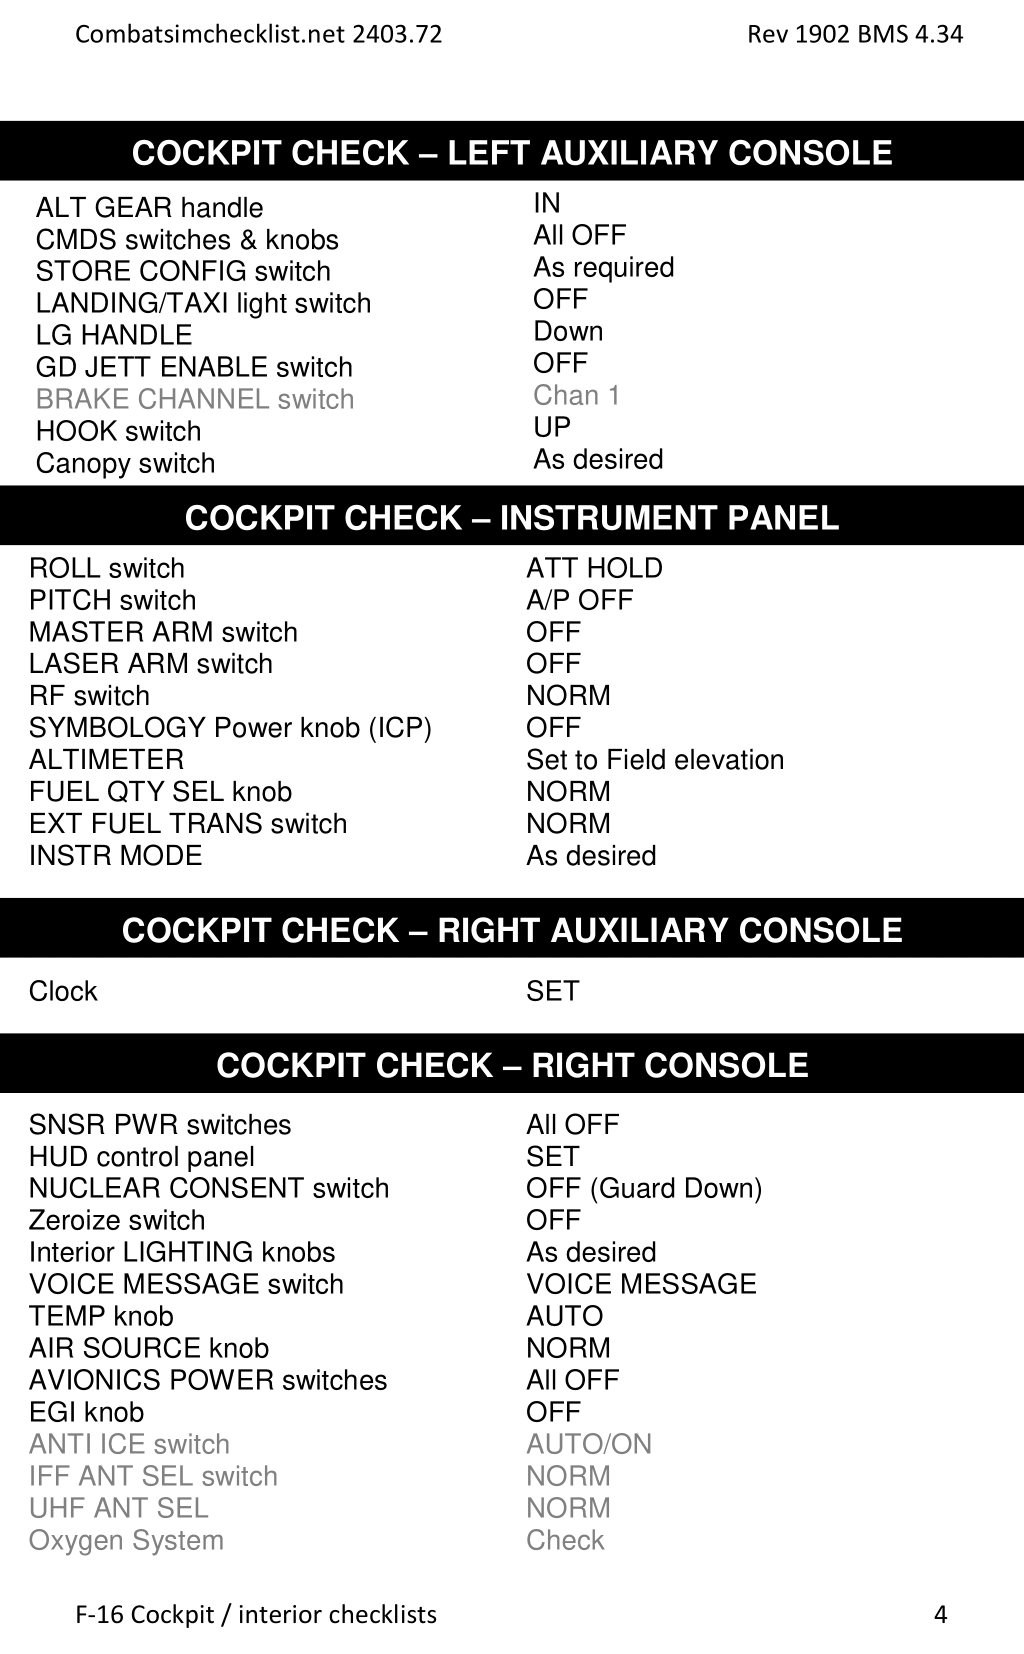 Combatsimchecklist.net 2403.72 Rev 1902 BMS 4.34
COCKPIT CHECK – LEFT AUXILIARY CONSOLE
ALT GEAR handle IN
CMDS switches & knobs All OFF
STORE CONFIG switch As required
LANDING/TAXI light switch OFF
LG HANDLE Down
GD JETT ENABLE switch OFF
BRAKE CHANNEL switch Chan 1
HOOK switch UP
Canopy switch As desired
COCKPIT CHECK – INSTRUMENT PANEL
ROLL switch ATT HOLD
PITCH switch A/P OFF
MASTER ARM switch OFF
LASER ARM switch OFF
RF switch NORM
SYMBOLOGY Power knob (ICP) OFF
ALTIMETER Set to Field elevation
FUEL QTY SEL knob NORM
EXT FUEL TRANS switch NORM
INSTR MODE As desired
COCKPIT CHECK – RIGHT AUXILIARY CONSOLE
Clock SET
COCKPIT CHECK – RIGHT CONSOLE
SNSR PWR switches All OFF
HUD control panel SET
NUCLEAR CONSENT switch OFF (Guard Down)
Zeroize switch OFF
Interior LIGHTING knobs As desired
VOICE MESSAGE switch VOICE MESSAGE
TEMP knob AUTO
AIR SOURCE knob NORM
AVIONICS POWER switches All OFF
EGI knob OFF
ANTI ICE switch AUTO/ON
IFF ANT SEL switch NORM
UHF ANT SEL NORM
Oxygen System Check
F-16 Cockpit / interior checklists 4